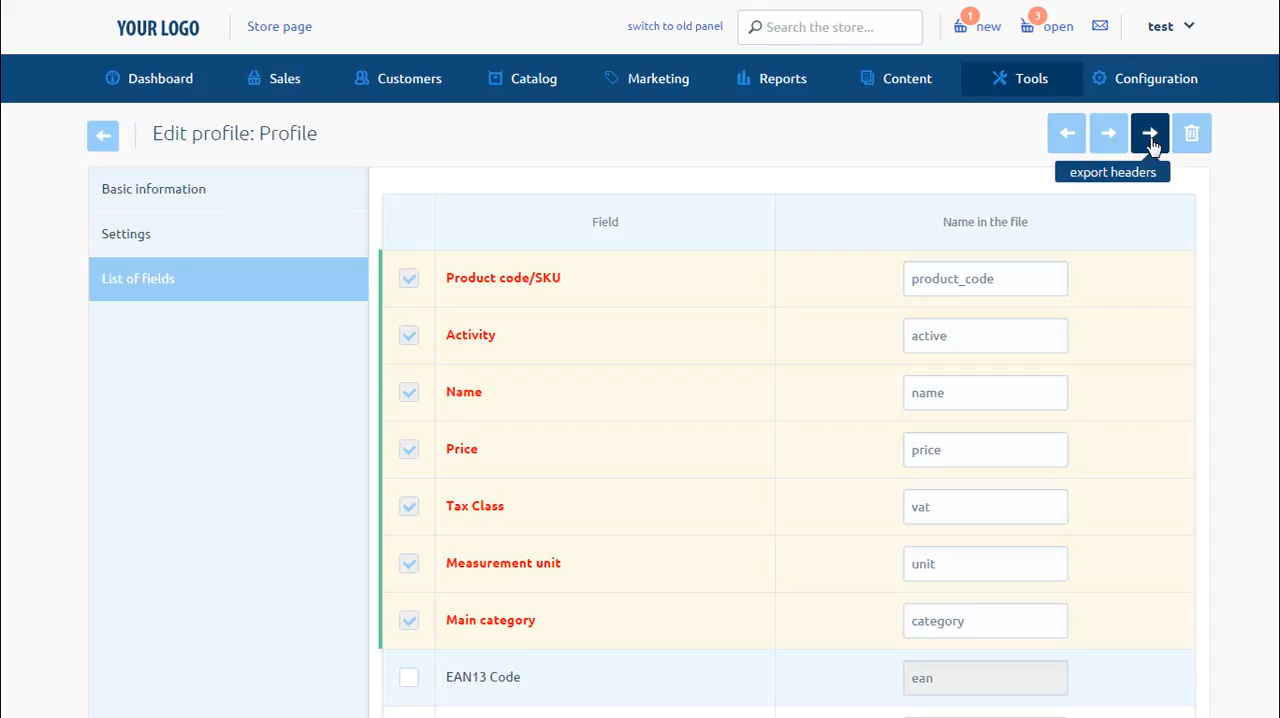 YOUR LOGO
Store page
switch to old panel
Search the store...
1
new
3
open
test
Dashboard
Sales
Customers
Catalog
Marketing
Reports
Content
Tools
Configuration
Edit profile: Profile
export headers
Basic information
Settings
List of fields
Field
Name in the file
Product code/SKU
product_code
Activity
active
Name
name
Price
price
Tax Class
vat
Measurement unit
unit
Main category
category
EAN13 Code
ean